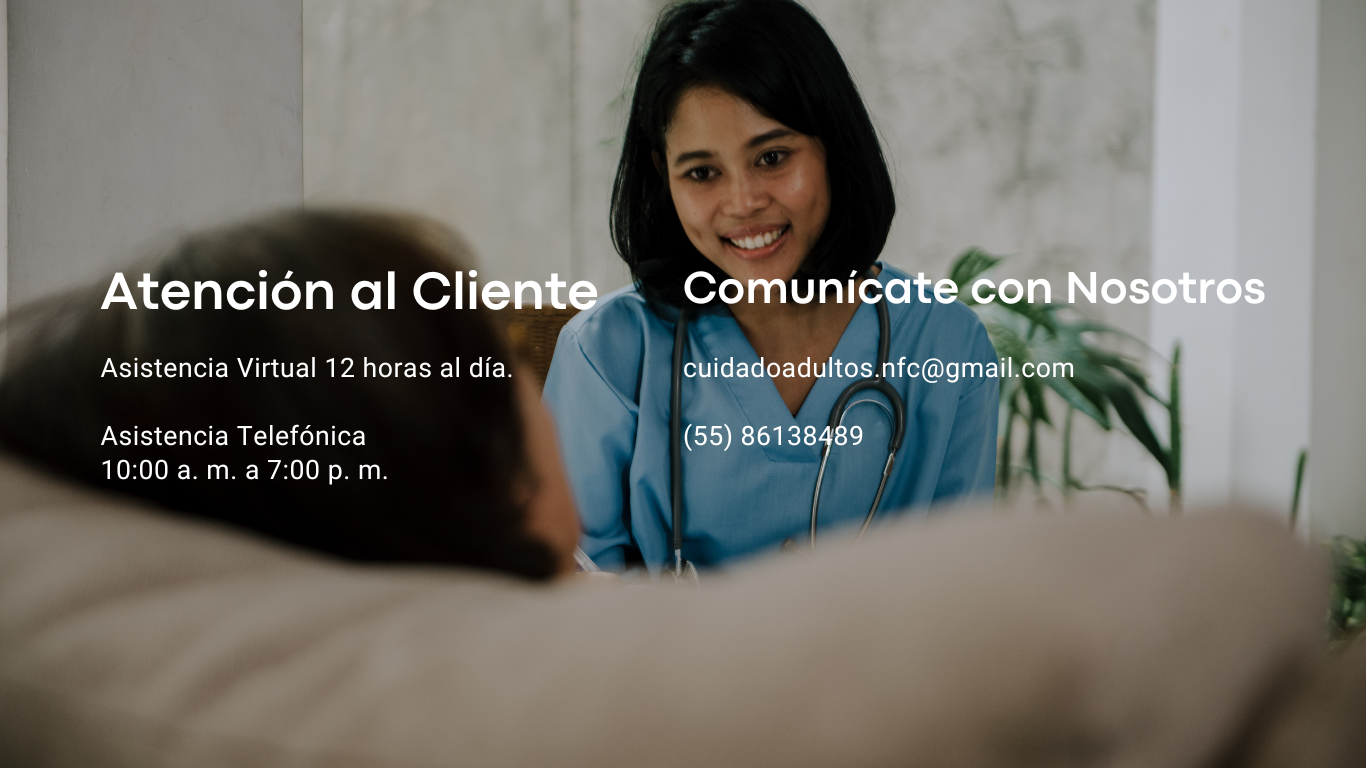 Atención al Cliente
Asistencia Virtual 12 horas al día.
Asistencia Telefónica
10:00 a. m. a 7:00 p. m.
Comunícate con Nosotros
cuidadoadultos.nfc@gmail.com
(55) 86138489